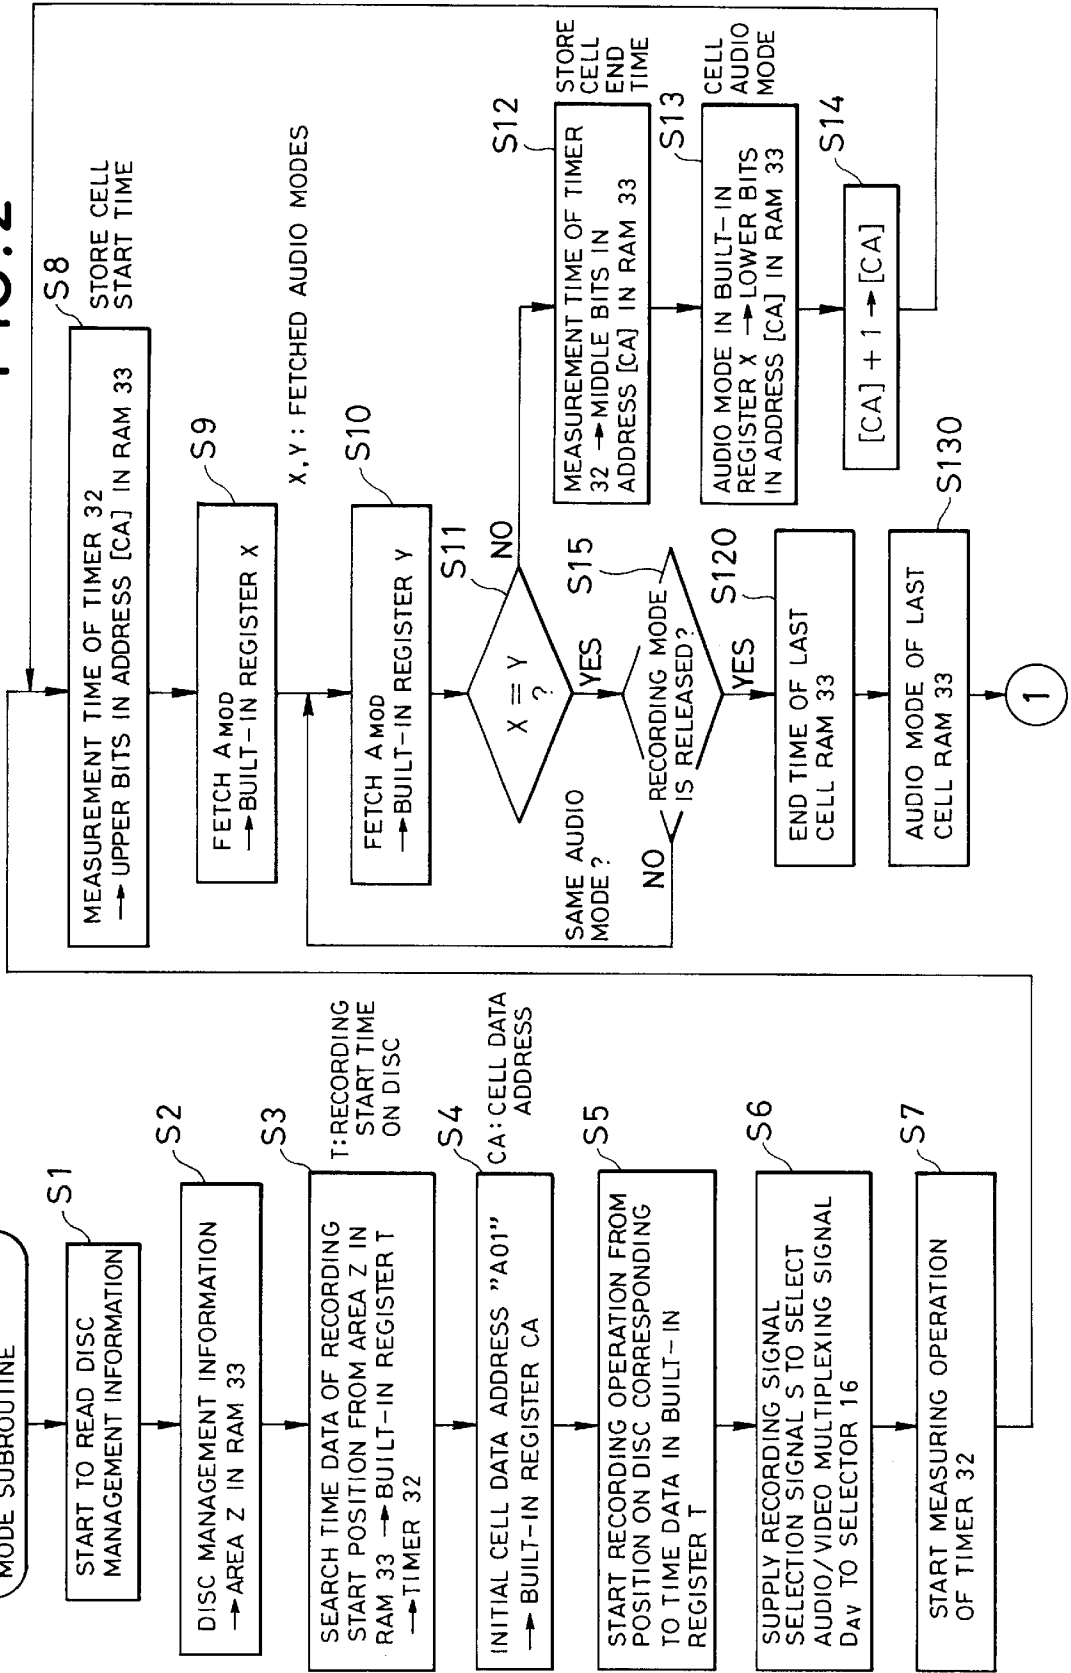 FIG. 2
MODE SUBROUTINE
S1
START TO READ DISC
MANAGEMENT INFORMATION
S2
DISC MANAGEMENT INFORMATION
→ AREA Z IN RAM 33
S3
T:RECORDING
START TIME
ON DISC
SEARCH TIME DATA OF RECORDING
START POSITION FROM AREA Z IN
RAM 33 → BUILT-IN REGISTER T
→ TIMER 32
S4
CA:CELL DATA
ADDRESS
INITIAL CELL DATA ADDRESS "A01"
→ BUILT-IN REGISTER CA
S5
START RECORDING OPERATION FROM
POSITION ON DISC CORRESPONDING
TO TIME DATA IN BUILT-IN
REGISTER T
S6
SUPPLY RECORDING SIGNAL
SELECTION SIGNAL S TO SELECT
AUDIO/VIDEO MULTIPLEXING SIGNAL
DAV TO SELECTOR 16
S7
START MEASURING OPERATION
OF TIMER 32
S8
STORE CELL
START TIME
MEASUREMENT TIME OF TIMER 32
→ UPPER BITS IN ADDRESS [CA] IN RAM 33
S9
FETCH AMOD
→ BUILT-IN REGISTER X
X,Y: FETCHED AUDIO MODES
S10
FETCH AMOD
→ BUILT-IN REGISTER Y
S11
X = Y
?
NO
YES
SAME AUDIO
MODE?
S12
STORE
CELL
END
TIME
MEASUREMENT TIME OF TIMER
32 → MIDDLE BITS IN
ADDRESS [CA] IN RAM 33
S13
CELL
AUDIO
MODE
AUDIO MODE IN BUILT-IN
REGISTER X → LOWER BITS
IN ADDRESS [CA] IN RAM 33
S14
[CA] + 1 → [CA]
S15
RECORDING MODE
IS RELEASED?
NO
YES
S120
END TIME OF LAST
CELL RAM 33
S130
AUDIO MODE OF LAST
CELL RAM 33
1